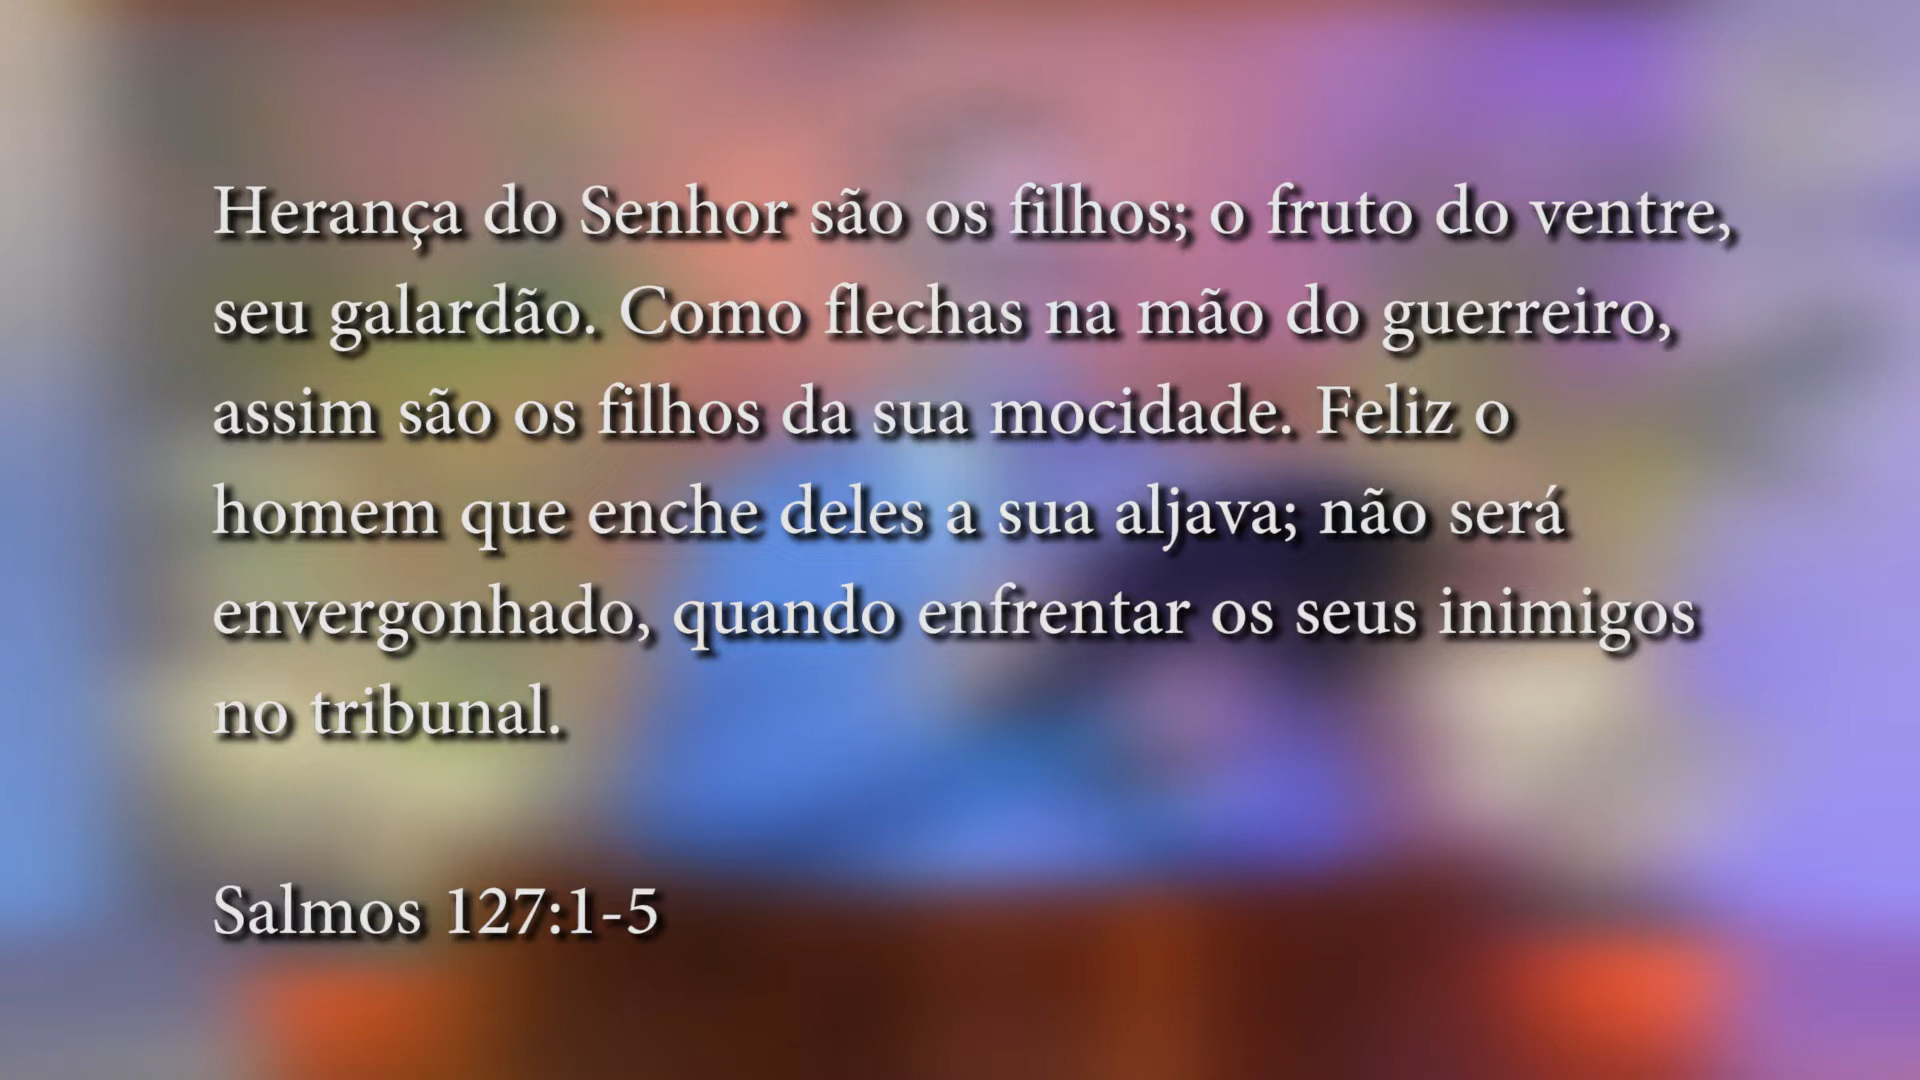 Herança do Senhor são os filhos; o fruto do ventre,
seu galardão. Como flechas na mão do guerreiro,
assim são os filhos da sua mocidade. Feliz o
homem que enche deles a sua aljava; não será
envergonhado, quando enfrentar os seus inimigos
no tribunal.
Salmos 127:1-5